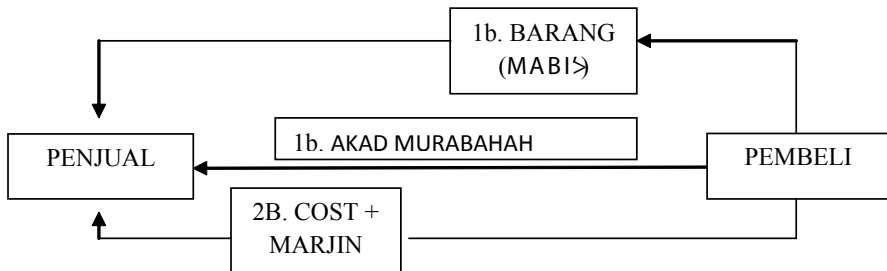 1b. BARANG
(MABI'>)
1b. AKAD MURABAHAH
PENJUAL
PEMBELI
2B. COST +
MARJIN